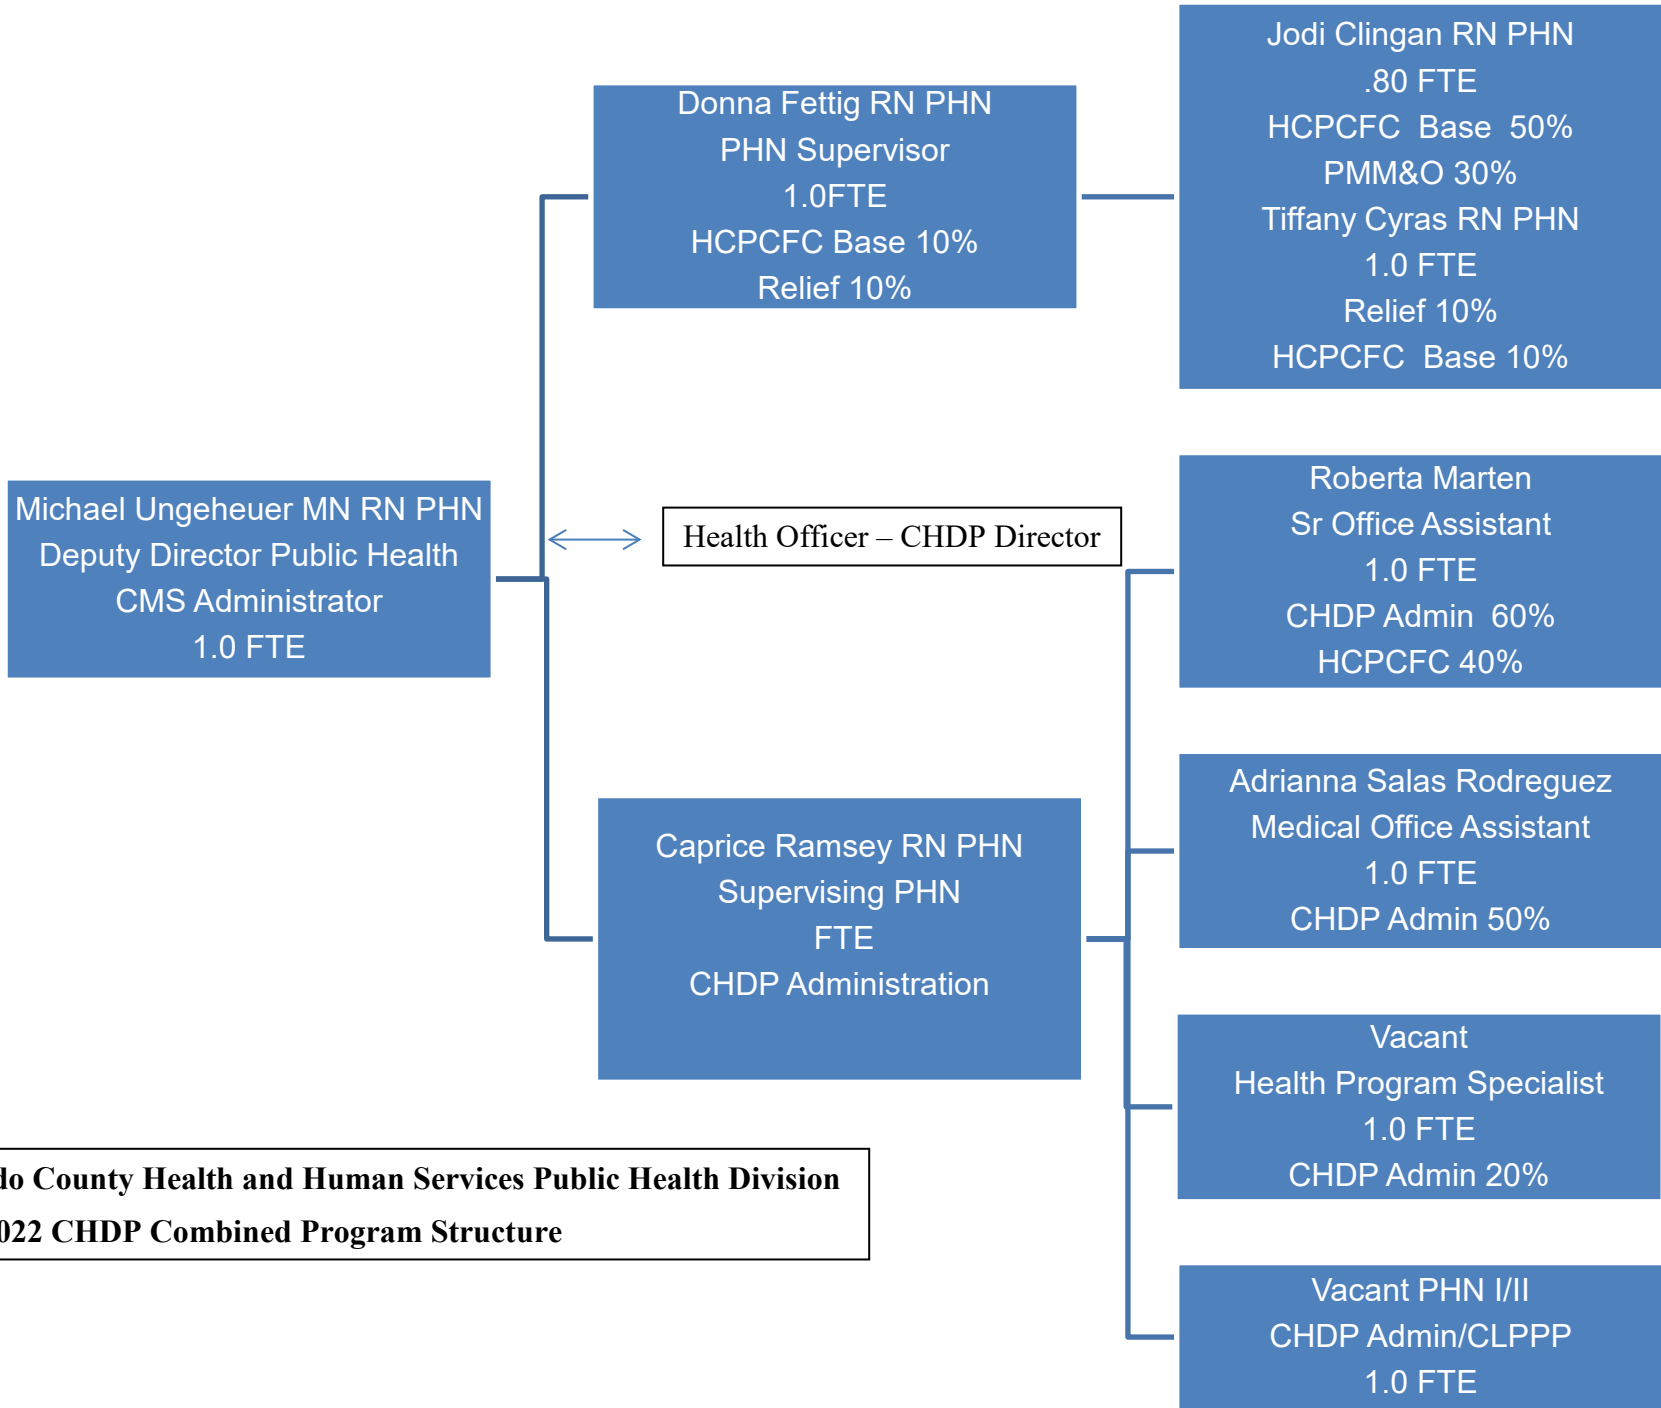 Jodi Clingan RN PHN
.80 FTE
HCPCFC Base 50%
PMM&O 30%
Tiffany Cyras RN PHN
1.0 FTE
Relief 10%
HCPCFC Base 10%
Donna Fettig RN PHN
PHN Supervisor
1.0FTE
HCPCFC Base 10%
Relief 10%
Michael Ungeheuer MN RN PHN
Deputy Director Public Health
CMS Administrator
1.0 FTE
Health Officer – CHDP Director
Roberta Marten
Sr Office Assistant
1.0 FTE
CHDP Admin 60%
HCPCFC 40%
Adrianna Salas Rodreguez
Medical Office Assistant
1.0 FTE
CHDP Admin 50%
Caprice Ramsey RN PHN
Supervising PHN
FTE
CHDP Administration
Vacant
Health Program Specialist
1.0 FTE
CHDP Admin 20%
Vacant PHN I/II
CHDP Admin/CLPPP
1.0 FTE
County Health and Human Services Public Health Division
CHDP Combined Program Structure